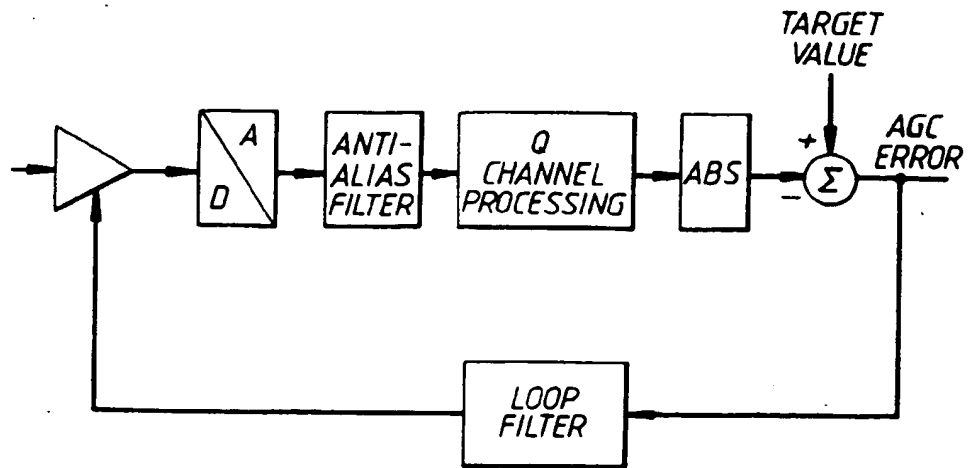 TARGET
VALUE
A
D
ANTI-
ALIAS
FILTER
Q
CHANNEL
PROCESSING
ABS
+
−
Σ
AGC
ERROR
LOOP
FILTER